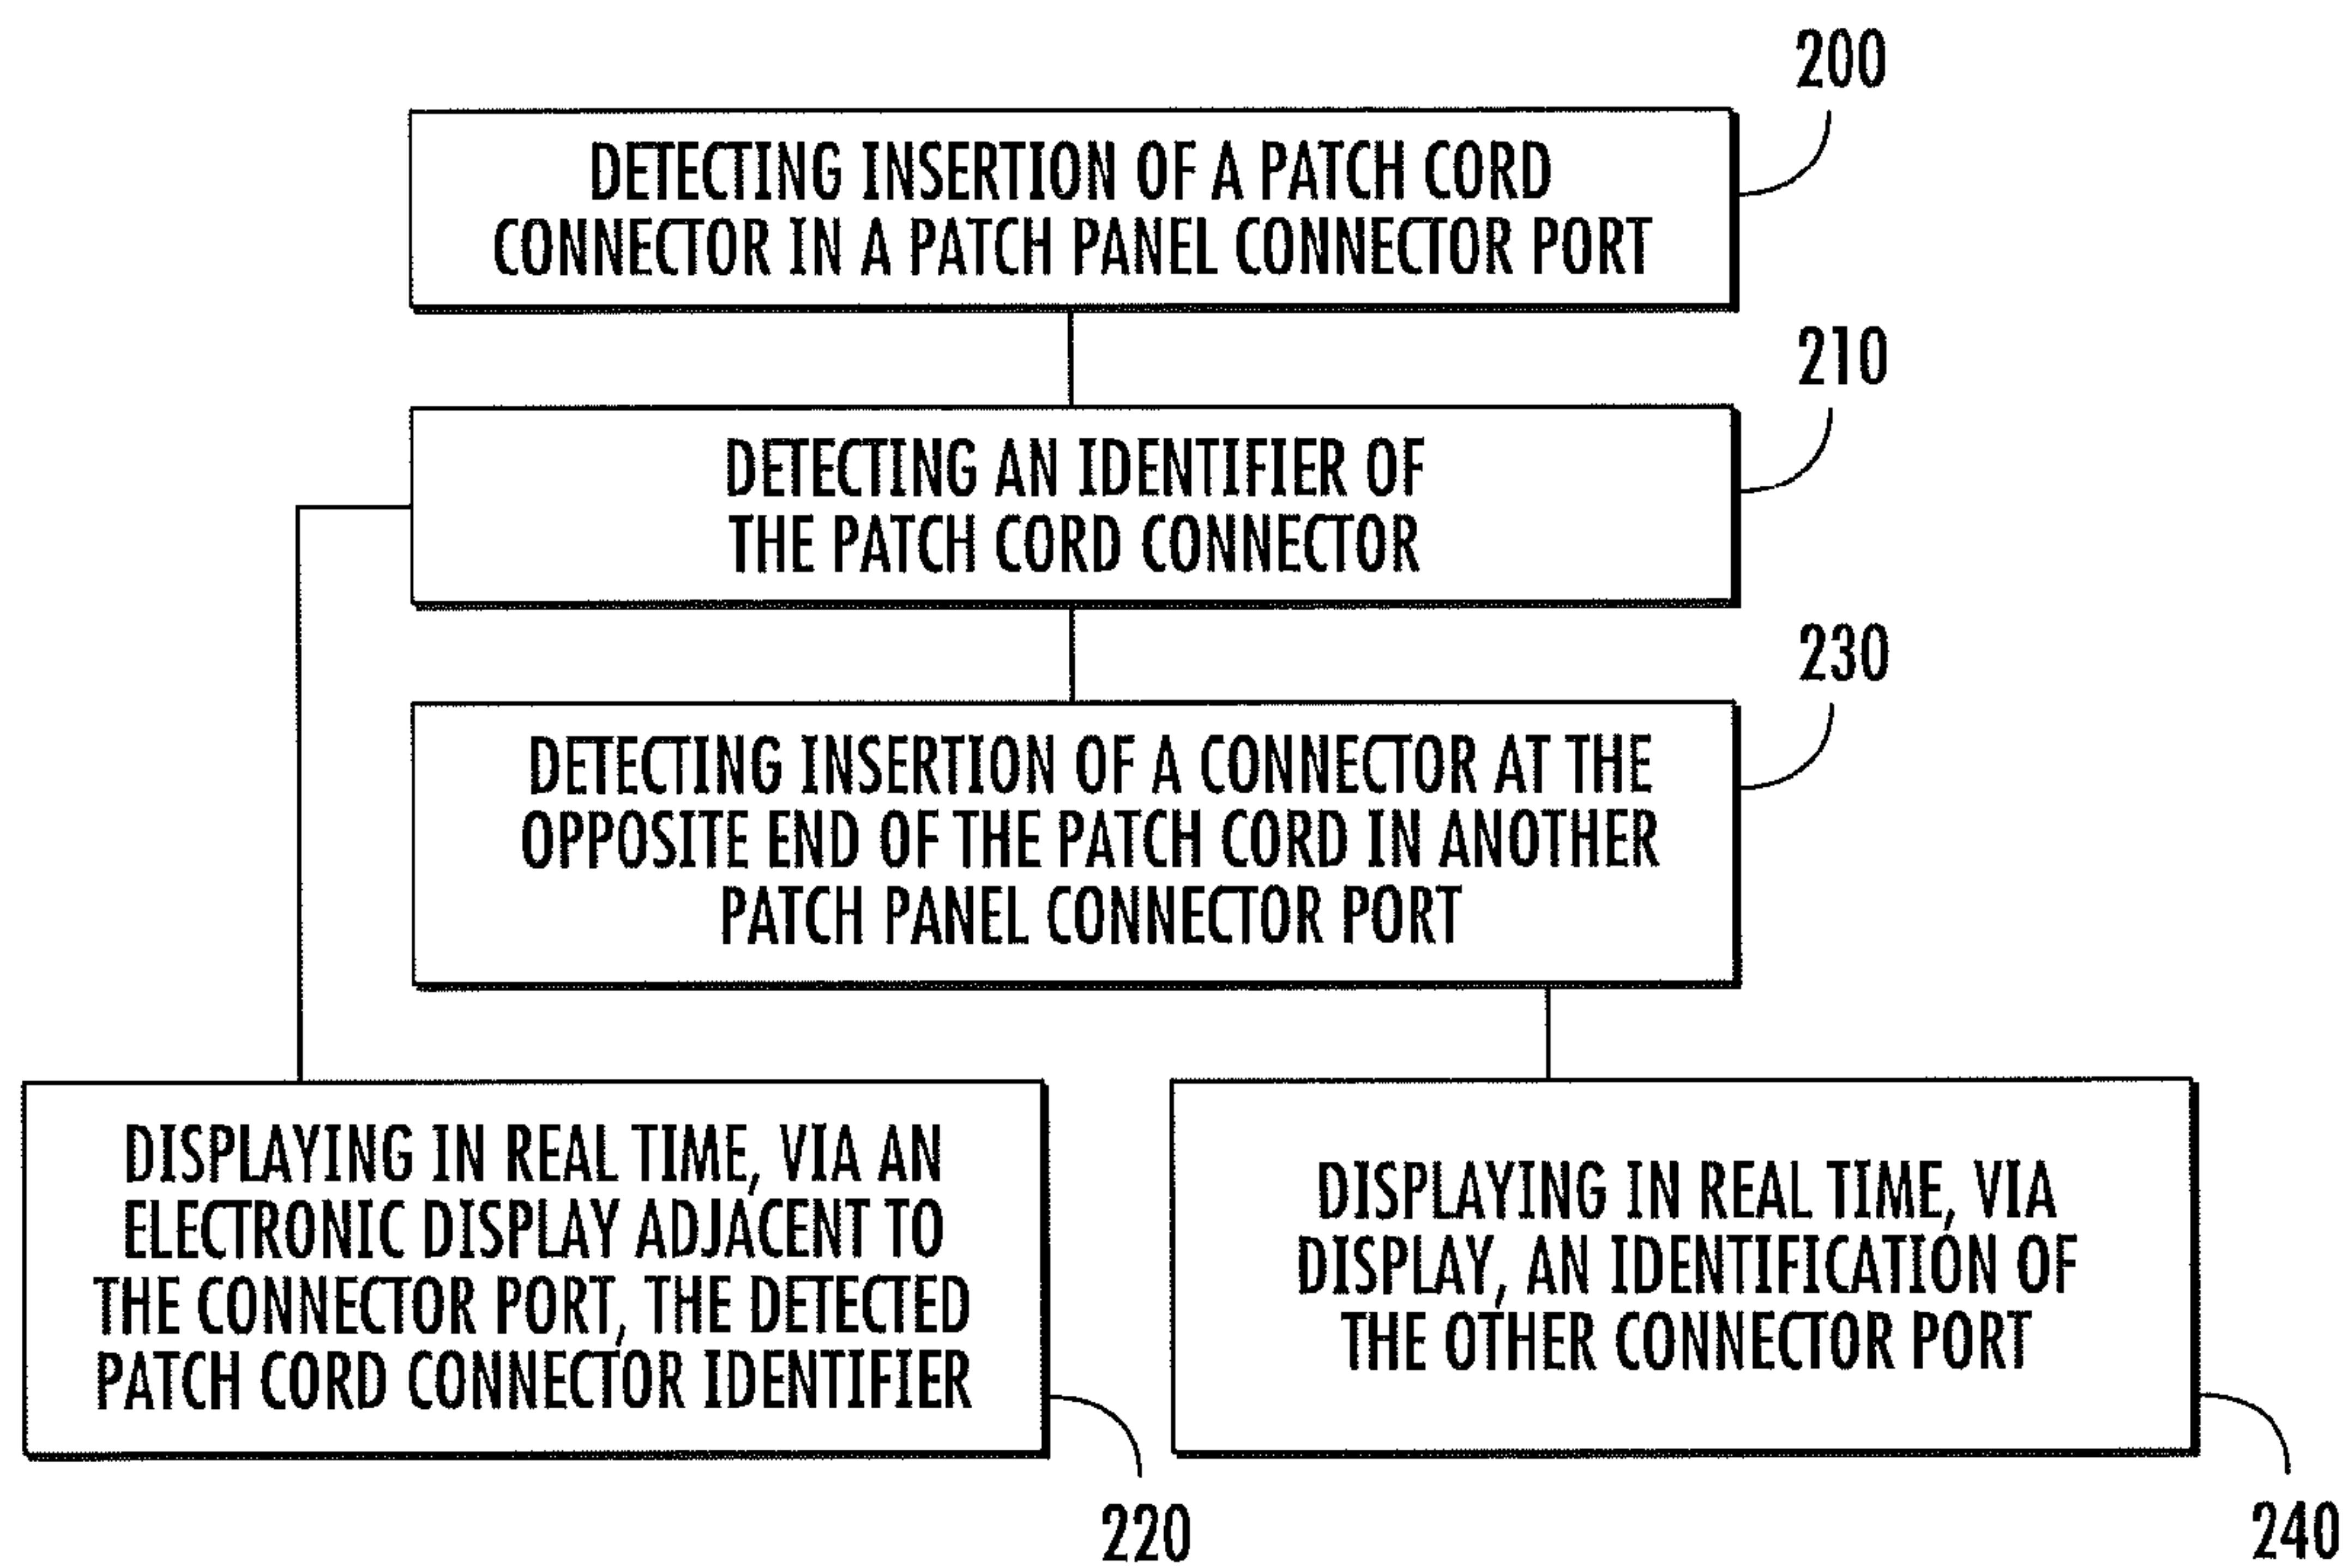 200
DETECTING INSERTION OF A PATCH CORD
CONNECTOR IN A PATCH PANEL CONNECTOR PORT
210
DETECTING AN IDENTIFIER OF
THE PATCH CORD CONNECTOR
230
DETECTING INSERTION OF A CONNECTOR AT THE
OPPOSITE END OF THE PATCH CORD IN ANOTHER
PATCH PANEL CONNECTOR PORT
DISPLAYING IN REAL TIME, VIA AN
ELECTRONIC DISPLAY ADJACENT TO
THE CONNECTOR PORT, THE DETECTED
PATCH CORD CONNECTOR IDENTIFIER
220
DISPLAYING IN REAL TIME, VIA
DISPLAY, AN IDENTIFICATION OF
THE OTHER CONNECTOR PORT
240